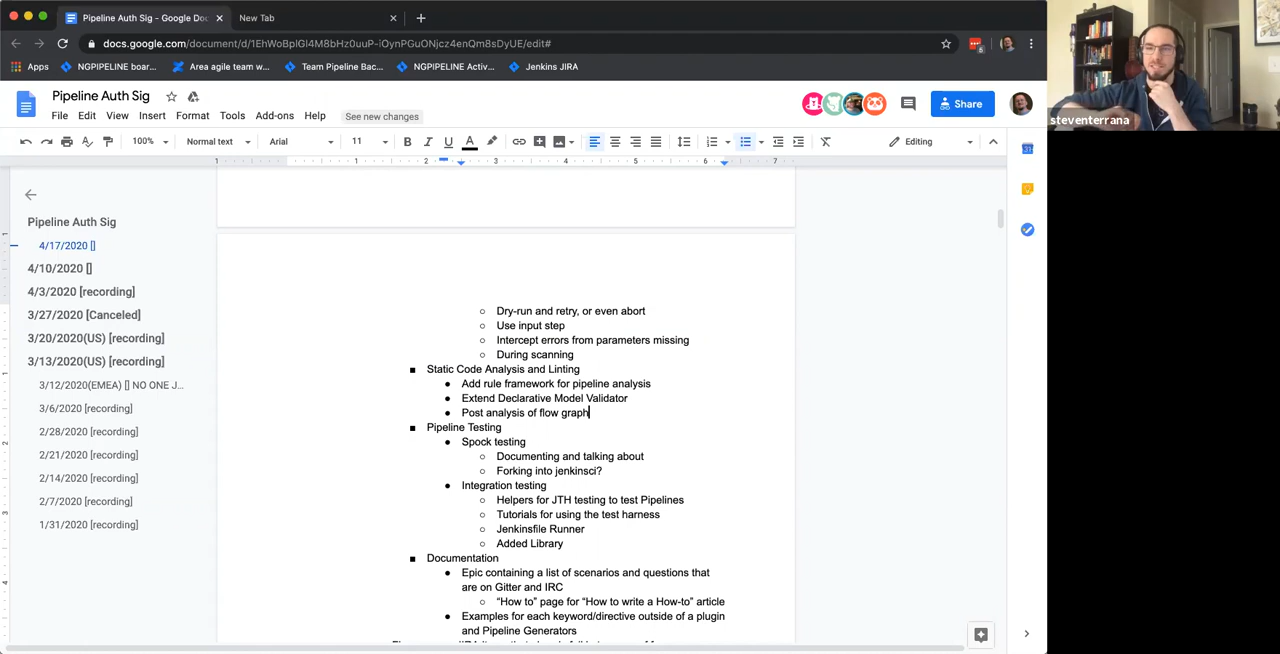 Pipeline Auth Sig - Google Doc
New Tab
docs.google.com/document/d/1EhWoBplGl4M8bHz0uuP-iOynPGuONjcz4enQm8sDyUE/edit#
Apps
NGPIPELINE boar...
Area agile team w...
Team Pipeline Bac...
NGPIPELINE Activ...
Jenkins JIRA
Pipeline Auth Sig
File Edit View Insert Format Tools Add-ons Help
See new changes
Share
100% Normal text Arial 11 B I U A Editing
1 1 2 3 4 5 6 7
Pipeline Auth Sig
4/17/2020 []
4/10/2020 []
4/3/2020 [recording]
3/27/2020 [Canceled]
3/20/2020(US) [recording]
3/13/2020(US) [recording]
3/12/2020(EMEA) [] NO ONE J...
3/6/2020 [recording]
2/28/2020 [recording]
2/21/2020 [recording]
2/14/2020 [recording]
2/7/2020 [recording]
1/31/2020 [recording]
Dry-run and retry, or even abort
Use input step
Intercept errors from parameters missing
During scanning
Static Code Analysis and Linting
Add rule framework for pipeline analysis
Extend Declarative Model Validator
Post analysis of flow graph
Pipeline Testing
Spock testing
Documenting and talking about
Forking into jenkinsci?
Integration testing
Helpers for JTH testing to test Pipelines
Tutorials for using the test harness
Jenkinsfile Runner
Added Library
Documentation
Epic containing a list of scenarios and questions that
are on Gitter and IRC
“How to” page for “How to write a How-to” article
Examples for each keyword/directive outside of a plugin
and Pipeline Generators
steventerrana